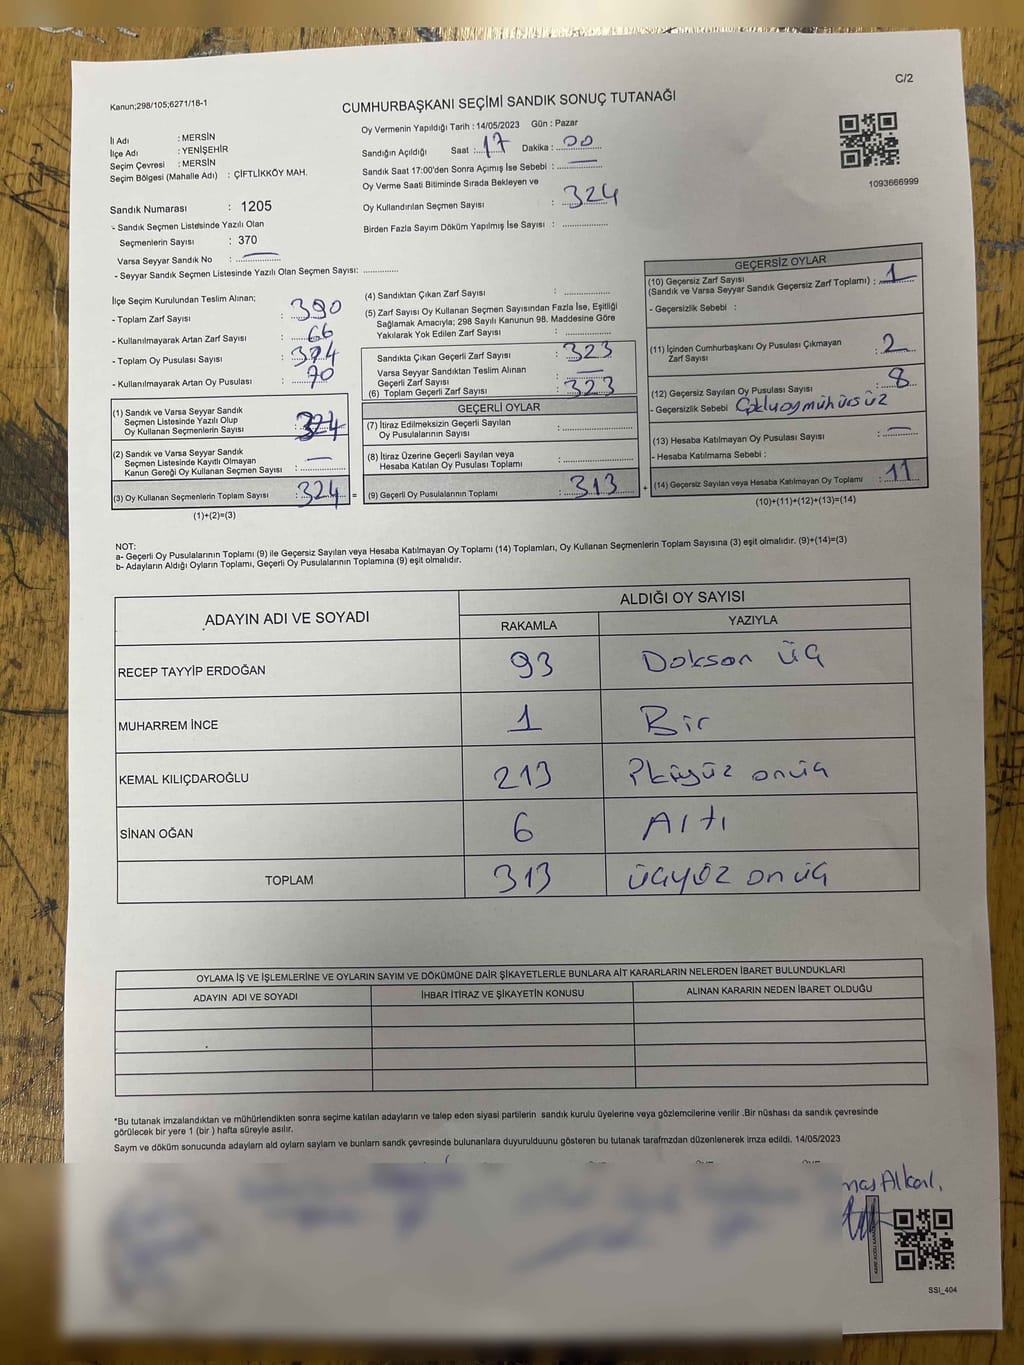 C/2
Kanun;298/105;6271/18-1
CUMHURBAŞKANI SEÇİMİ SANDIK SONUÇ TUTANAĞI
İl Adı : MERSİN
İlçe Adı : YENİŞEHİR
Seçim Çevresi : MERSİN
Seçim Bölgesi (Mahalle Adı) : ÇİFTLİKKÖY MAH.
Oy Vermenin Yapıldığı Tarih : 14/05/2023 Gün : Pazar
Sandığın Açıldığı Saat : 17 Dakika : 00
Sandık Saat 17:00'den Sonra Açımış İse Sebebi : —
Oy Verme Saati Bitiminde Sırada Bekleyen ve
Oy Kullandırılan Seçmen Sayısı : 324
Birden Fazla Sayım Döküm Yapılmış İse Sayısı :
1093666999
Sandık Numarası : 1205
- Sandık Seçmen Listesinde Yazılı Olan
Seçmenlerin Sayısı : 370
Varsa Seyyar Sandık No : —
- Seyyar Sandık Seçmen Listesinde Yazılı Olan Seçmen Sayısı:
İlçe Seçim Kurulundan Teslim Alınan;
- Toplam Zarf Sayısı : 390
- Kullanılmayarak Artan Zarf Sayısı : 66
- Toplam Oy Pusulası Sayısı :
- Kullanılmayarak Artan Oy Pusulası : 70
(1) Sandık ve Varsa Seyyar Sandık
Seçmen Listesinde Yazılı Olup
Oy Kullanan Seçmenlerin Sayısı : 324
(2) Sandık ve Varsa Seyyar Sandık
Seçmen Listesinde Kayıtlı Olmayan
Kanun Gereği Oy Kullanan Seçmen Sayısı : —
(3) Oy Kullanan Seçmenlerin Toplam Sayısı : 324 =
(1)+(2)=(3)
(4) Sandıktan Çıkan Zarf Sayısı :
(5) Zarf Sayısı Oy Kullanan Seçmen Sayısından Fazla İse, Eşitliği
Sağlamak Amacıyla; 298 Sayılı Kanunun 98. Maddesine Göre
Yakılarak Yok Edilen Zarf Sayısı :
Sandıkta Çıkan Geçerli Zarf Sayısı : 323
Varsa Seyyar Sandıktan Teslim Alınan
Geçerli Zarf Sayısı : —
(6) Toplam Geçerli Zarf Sayısı : 323
GEÇERLİ OYLAR
(7) İtiraz Edilmeksizin Geçerli Sayılan
Oy Pusulalarının Sayısı :
(8) İtiraz Üzerine Geçerli Sayılan veya
Hesaba Katılan Oy Pusulası Toplamı :
(9) Geçerli Oy Pusulalarının Toplamı : 313 +
GEÇERSİZ OYLAR
(10) Geçersiz Zarf Sayısı
(Sandık ve Varsa Seyyar Sandık Geçersiz Zarf Toplamı) : 1
- Geçersizlik Sebebi :
(11) İçinden Cumhurbaşkanı Oy Pusulası Çıkmayan
Zarf Sayısı : 2
(12) Geçersiz Sayılan Oy Pusulası Sayısı : 8
- Geçersizlik Sebebi
(13) Hesaba Katılmayan Oy Pusulası Sayısı : —
- Hesaba Katılmama Sebebi :
(14) Geçersiz Sayılan veya Hesaba Katılmayan Oy Toplamı : 11
(10)+(11)+(12)+(13)=(14)
NOT:
a- Geçerli Oy Pusulalarının Toplamı (9) ile Geçersiz Sayılan veya Hesaba Katılmayan Oy Toplamı (14) Toplamları, Oy Kullanan Seçmenlerin Toplam Sayısına (3) eşit olmalıdır. (9)+(14)=(3)
b- Adayların Aldığı Oyların Toplamı, Geçerli Oy Pusulalarının Toplamına (9) eşit olmalıdır.
ADAYIN ADI VE SOYADI ALDIĞI OY SAYISI
RAKAMLA YAZIYLA
RECEP TAYYİP ERDOĞAN 93 Doksan üç
MUHARREM İNCE 1 Bir
KEMAL KILIÇDAROĞLU 213 onüç
SİNAN OĞAN 6 Altı
TOPLAM 313 üçyüz onüç
OYLAMA İŞ VE İŞLEMLERİNE VE OYLARIN SAYIM VE DÖKÜMÜNE DAİR ŞİKAYETLERLE BUNLARA AİT KARARLARIN NELERDEN İBARET BULUNDUKLARI
ADAYIN ADI VE SOYADI İHBAR İTİRAZ VE ŞİKAYETİN KONUSU ALINAN KARARIN NEDEN İBARET OLDUĞU
*Bu tutanak imzalandıktan ve mühürlendikten sonra seçime katılan adayların ve talep eden siyasi partilerin sandık kurulu üyelerine veya gözlemcilerine verilir .Bir nüshası da sandık çevresinde
görülecek bir yere 1 (bir ) hafta süreyle asılır.
Sayım ve döküm sonucunda adayların ald oyların sayların ve bunların sandk çevresinde bulunanlara duyurulduunu gösteren bu tutanak tarafmzdan düzenlenerek imza edildi. 14/05/2023
SSI_404